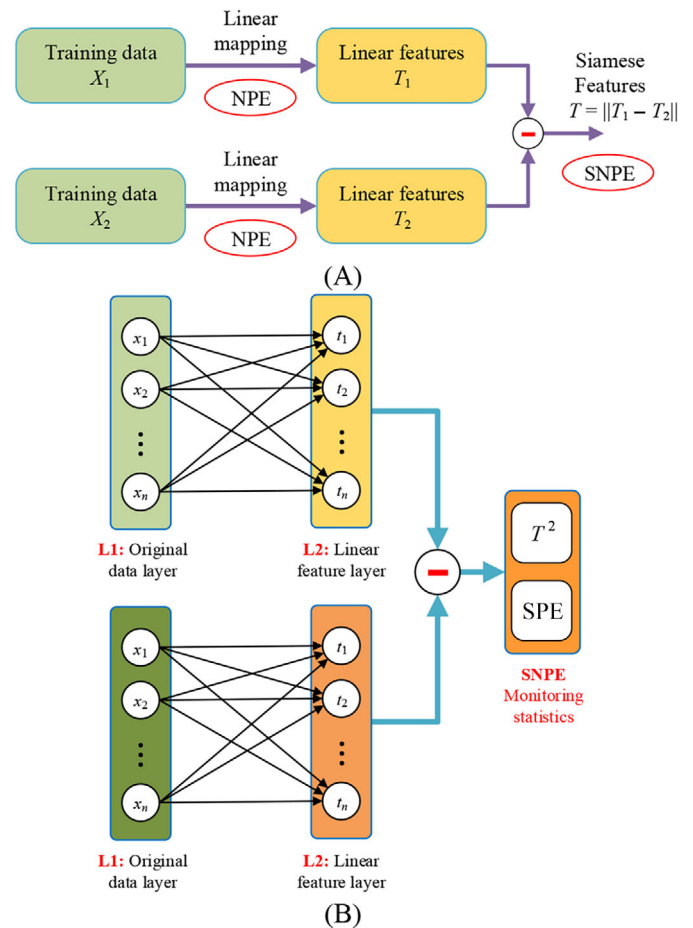 Training data
X₁
Linear
mapping
NPE
Linear features
T₁
Siamese
Features
T = ||T₁ − T₂||
SNPE
Training data
X₂
Linear
mapping
NPE
Linear features
T₂
(A)
x₁
x₂
⋮
xₙ
t₁
t₂
⋮
tₙ
L1: Original
data layer
L2: Linear
feature layer
T²
SPE
SNPE
Monitoring
statistics
x₁
x₂
⋮
xₙ
t₁
t₂
⋮
tₙ
L1: Original
data layer
L2: Linear
feature layer
(B)